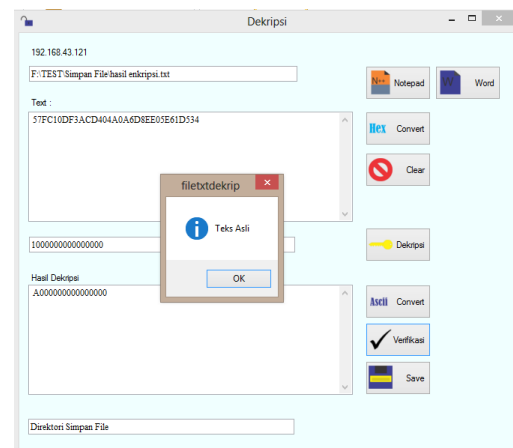 Dekripsi
192.168.43.121
F:\TEST\Simpan File\hasil enkripsi.txt
N++ Notepad
W Word
Text :
57FC10DF3ACD404A0A6D8EE05E61D534
Hex Convert
Clear
filetxtdekrip
Teks Asli
OK
1000000000000000
Dekripsi
Hasil Dekripsi
A000000000000000
Ascii Convert
Verifikasi
Save
Direktori Simpan File